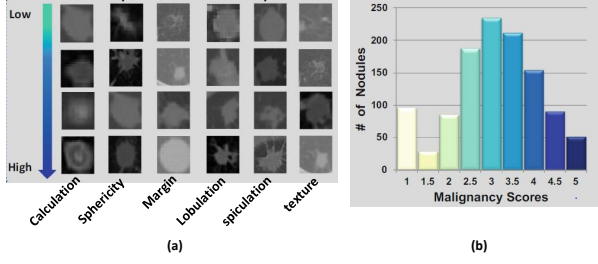 Low
High
Calculation
Sphericity
Margin
Lobulation
spiculation
texture
(a)
250
200
150
100
50
0
# of Nodules
1 1.5 2 2.5 3 3.5 4 4.5 5
Malignancy Scores
(b)